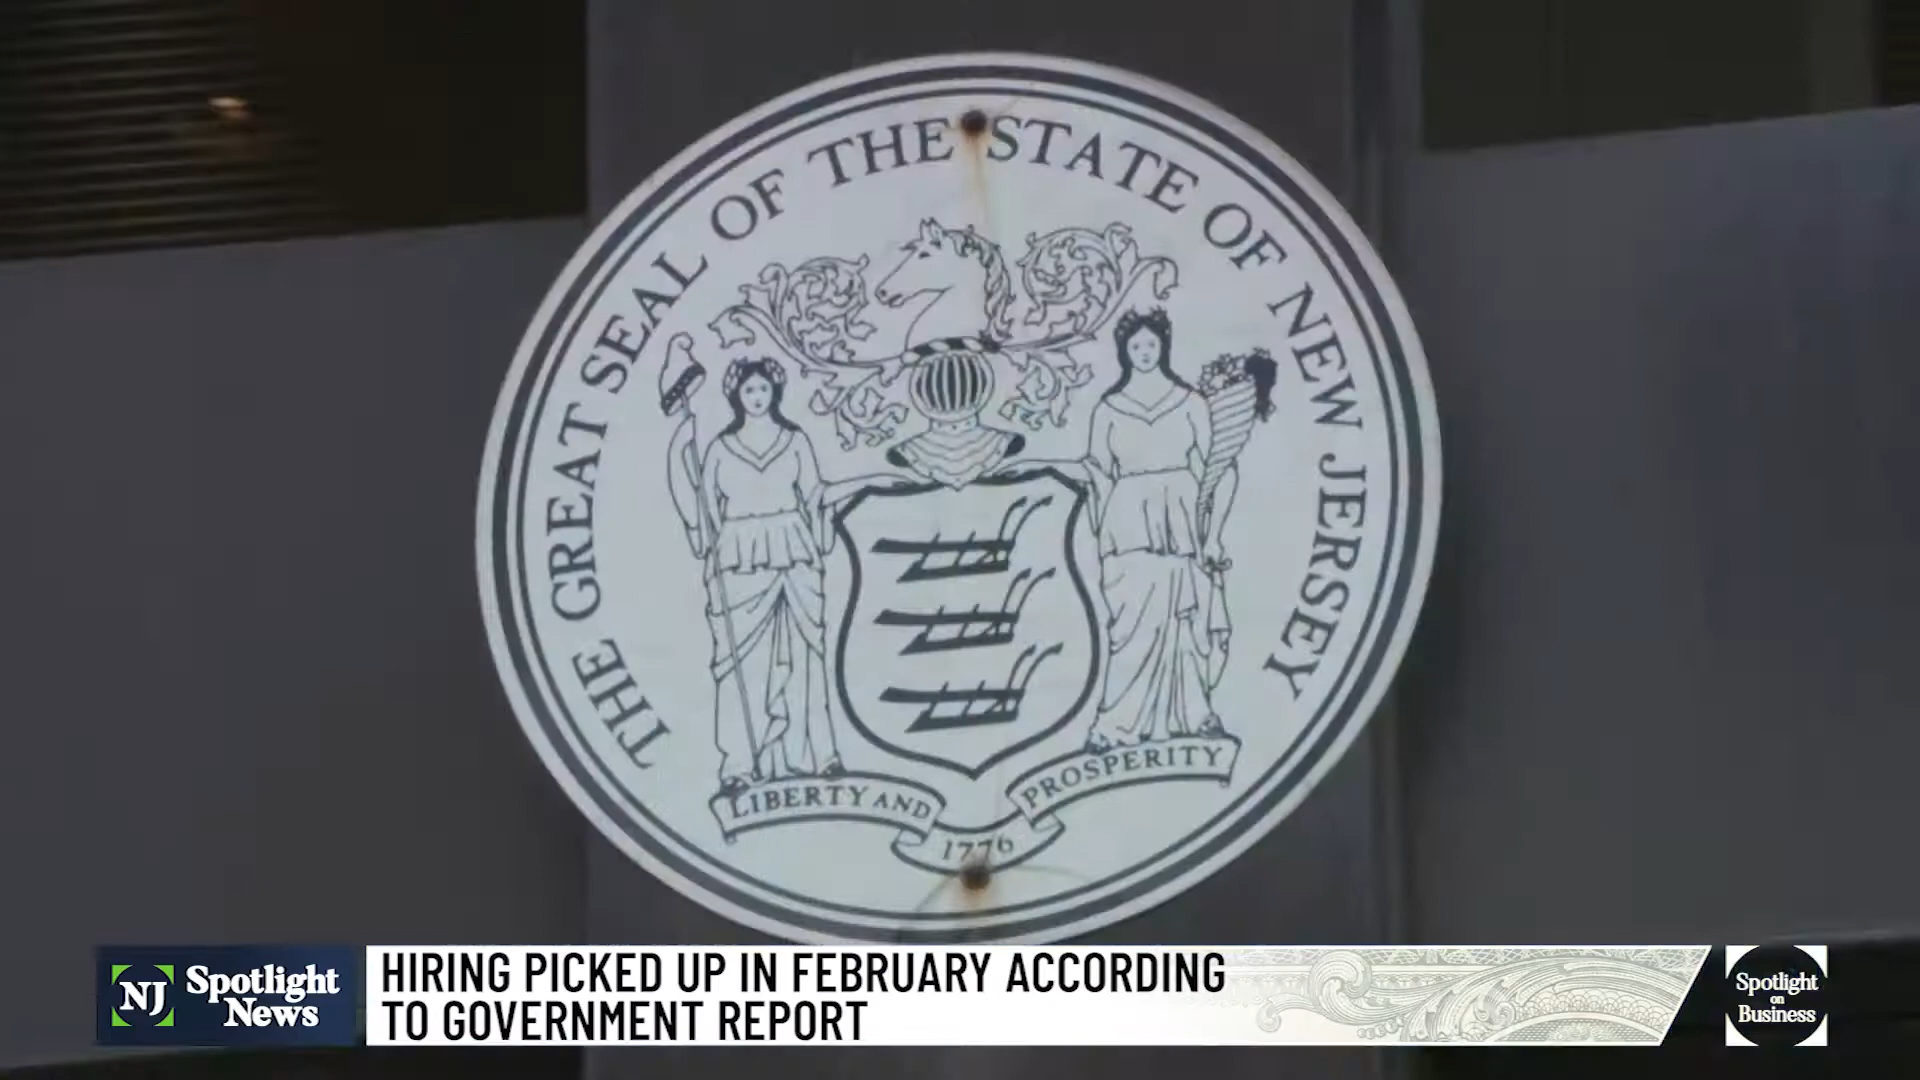 THE GREAT SEAL OF THE STATE OF NEW JERSEY
LIBERTY AND
PROSPERITY
1776
NJ
Spotlight
News
HIRING PICKED UP IN FEBRUARY ACCORDING
TO GOVERNMENT REPORT
Spotlight
on
Business